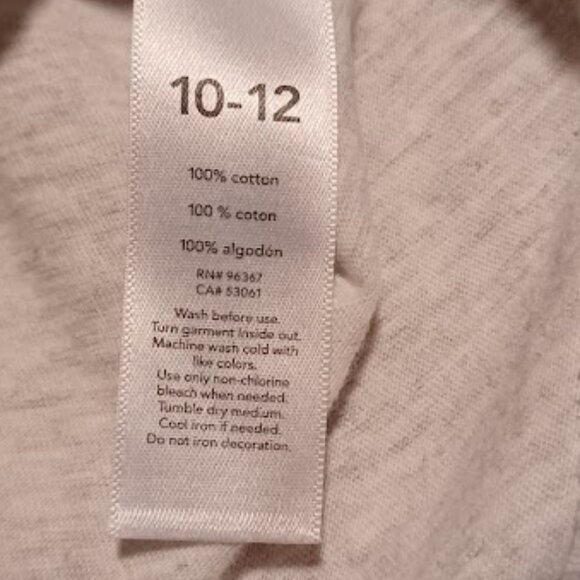 10-12
100% cotton
100 % coton
100% algodón
RN# 96367
CA# 53061
Wash before use.
Turn garment inside out.
Machine wash cold with
like colors.
Use only non-chlorine
bleach when needed.
Tumble dry medium.
Cool iron if needed.
Do not iron decoration.